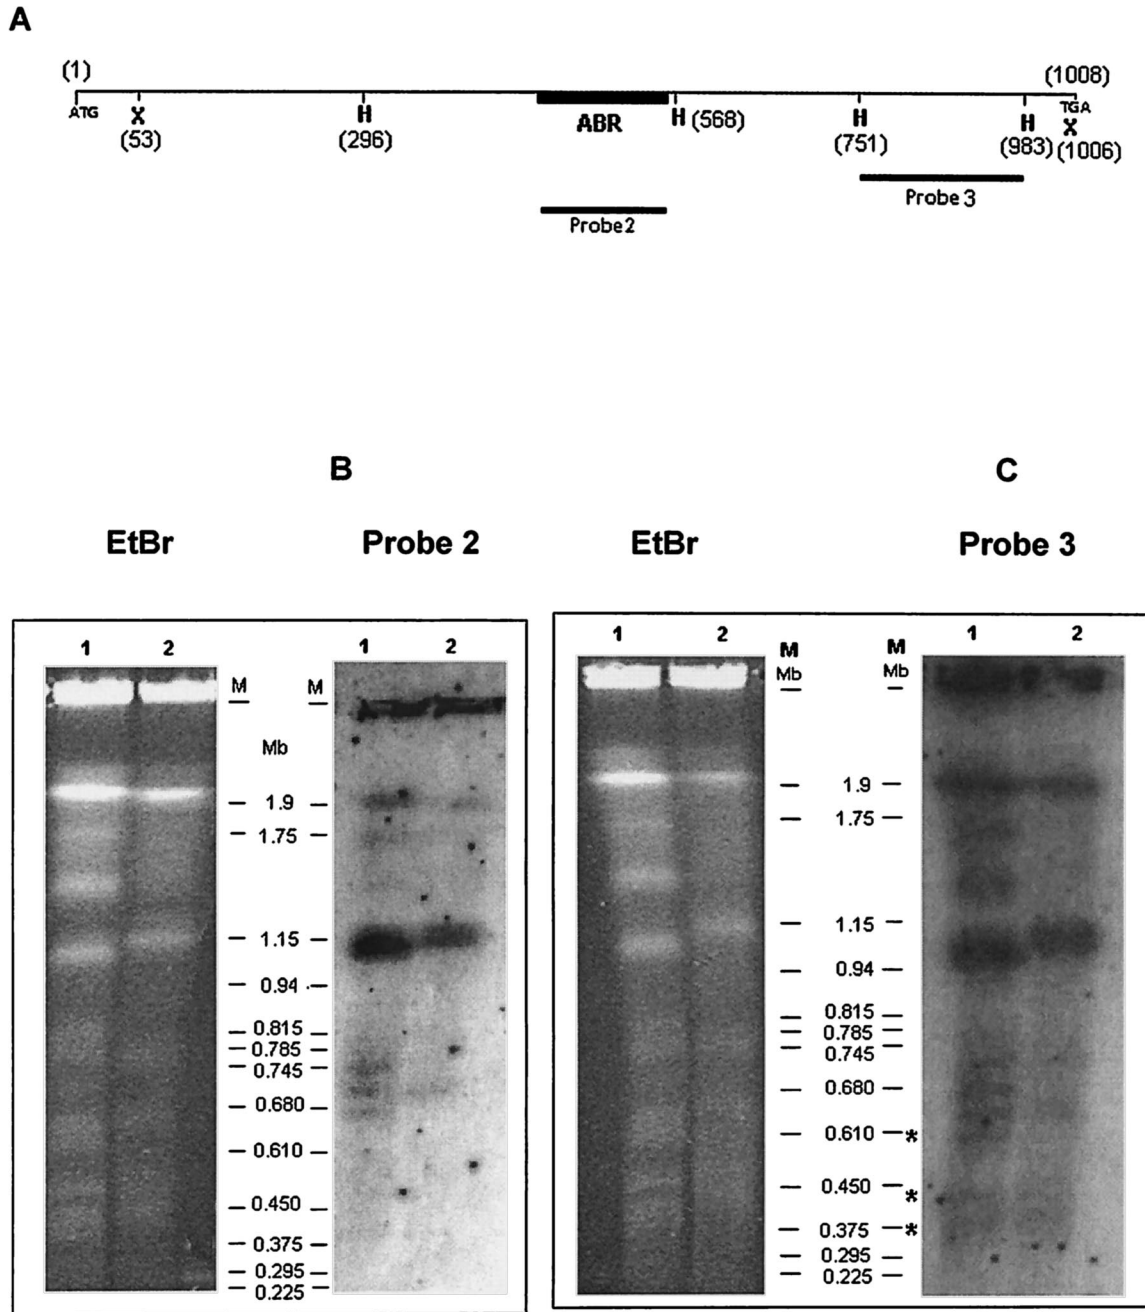 A
(1)
(1008)
ATG
X
(53)
H
(296)
ABR
H (568)
H
(751)
H
(983)
TGA
X
(1006)
Probe 3
Probe 2
B
C
EtBr
Probe 2
EtBr
Probe 3
1 2
M M
Mb
1.9
1.75
1.15
0.94
0.815
0.785
0.745
0.680
0.610
0.450
0.375
0.295
0.225
1 2
1 2
M M
Mb Mb
1.9
1.75
1.15
0.94
0.815
0.785
0.745
0.680
0.610 *
0.450 *
0.375 *
0.295
0.225
1 2